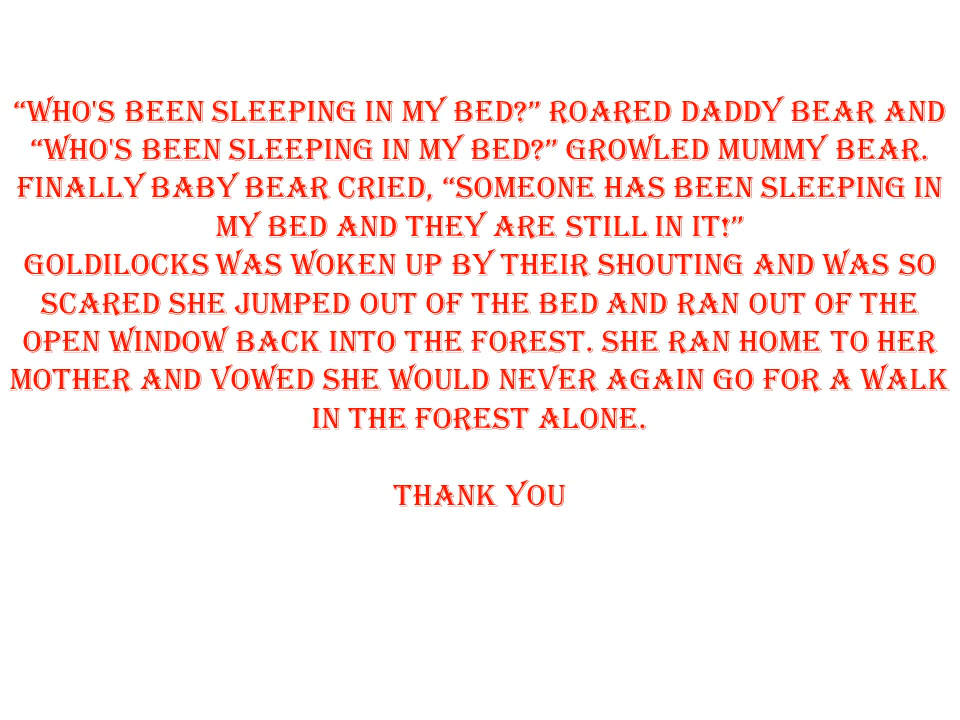 “WHO'S BEEN SLEEPING IN MY BED?” ROARED DADDY BEAR AND
“WHO'S BEEN SLEEPING IN MY BED?” GROWLED MUMMY BEAR.
FINALLY BABY BEAR CRIED, “SOMEONE HAS BEEN SLEEPING IN
MY BED AND THEY ARE STILL IN IT!”
GOLDILOCKS WAS WOKEN UP BY THEIR SHOUTING AND WAS SO
SCARED SHE JUMPED OUT OF THE BED AND RAN OUT OF THE
OPEN WINDOW BACK INTO THE FOREST. SHE RAN HOME TO HER
MOTHER AND VOWED SHE WOULD NEVER AGAIN GO FOR A WALK
IN THE FOREST ALONE.
THANK YOU